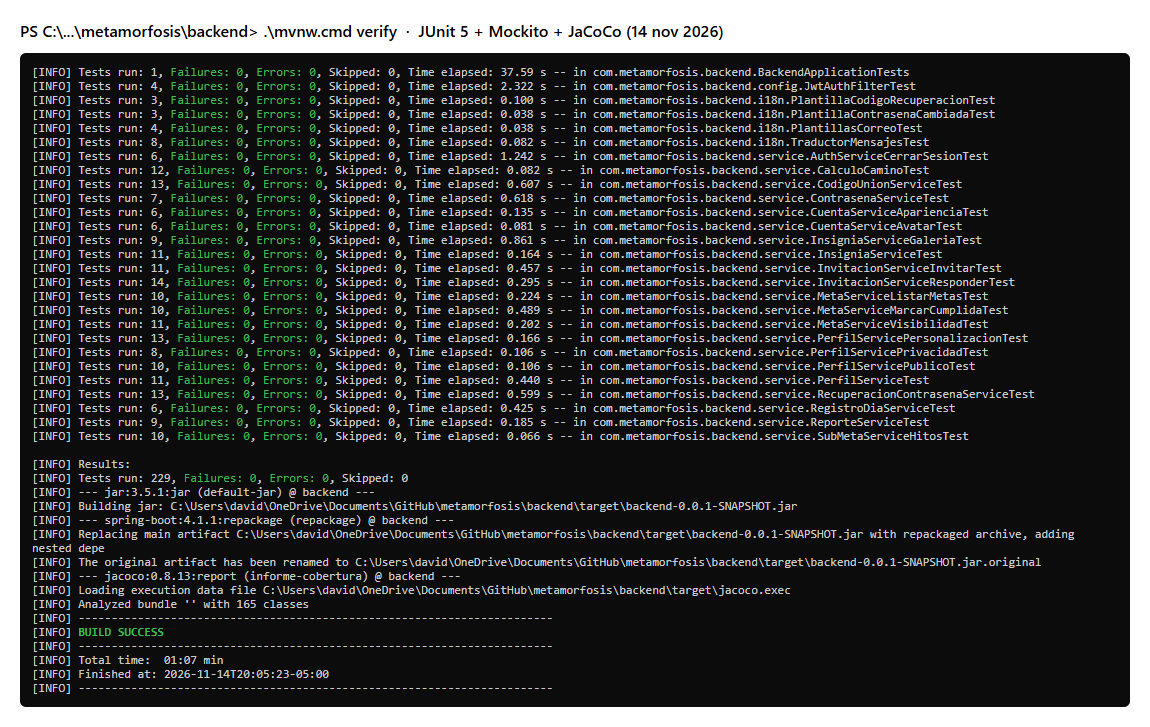 PS C:\...\metamorfosis\backend> .\mvnw.cmd verify · JUnit 5 + Mockito + JaCoCo (14 nov 2026)
[INFO] Tests run: 1, Failures: 0, Errors: 0, Skipped: 0, Time elapsed: 37.59 s -- in com.metamorfosis.backend.BackendApplicationTests
[INFO] Tests run: 4, Failures: 0, Errors: 0, Skipped: 0, Time elapsed: 2.322 s -- in com.metamorfosis.backend.config.JwtAuthFilterTest
[INFO] Tests run: 3, Failures: 0, Errors: 0, Skipped: 0, Time elapsed: 0.100 s -- in com.metamorfosis.backend.i18n.PlantillaCodigoRecuperacionTest
[INFO] Tests run: 3, Failures: 0, Errors: 0, Skipped: 0, Time elapsed: 0.038 s -- in com.metamorfosis.backend.i18n.PlantillaContrasenaCambiadaTest
[INFO] Tests run: 4, Failures: 0, Errors: 0, Skipped: 0, Time elapsed: 0.038 s -- in com.metamorfosis.backend.i18n.PlantillasCorreoTest
[INFO] Tests run: 8, Failures: 0, Errors: 0, Skipped: 0, Time elapsed: 0.082 s -- in com.metamorfosis.backend.i18n.TraductorMensajesTest
[INFO] Tests run: 6, Failures: 0, Errors: 0, Skipped: 0, Time elapsed: 1.242 s -- in com.metamorfosis.backend.service.AuthServiceCerrarSesionTest
[INFO] Tests run: 12, Failures: 0, Errors: 0, Skipped: 0, Time elapsed: 0.082 s -- in com.metamorfosis.backend.service.CalculoCaminoTest
[INFO] Tests run: 13, Failures: 0, Errors: 0, Skipped: 0, Time elapsed: 0.607 s -- in com.metamorfosis.backend.service.CodigoUnionServiceTest
[INFO] Tests run: 7, Failures: 0, Errors: 0, Skipped: 0, Time elapsed: 0.618 s -- in com.metamorfosis.backend.service.ContrasenaServiceTest
[INFO] Tests run: 6, Failures: 0, Errors: 0, Skipped: 0, Time elapsed: 0.135 s -- in com.metamorfosis.backend.service.CuentaServiceAparienciaTest
[INFO] Tests run: 6, Failures: 0, Errors: 0, Skipped: 0, Time elapsed: 0.081 s -- in com.metamorfosis.backend.service.CuentaServiceAvatarTest
[INFO] Tests run: 9, Failures: 0, Errors: 0, Skipped: 0, Time elapsed: 0.861 s -- in com.metamorfosis.backend.service.InsigniaServiceGaleriaTest
[INFO] Tests run: 11, Failures: 0, Errors: 0, Skipped: 0, Time elapsed: 0.164 s -- in com.metamorfosis.backend.service.InsigniaServiceTest
[INFO] Tests run: 11, Failures: 0, Errors: 0, Skipped: 0, Time elapsed: 0.457 s -- in com.metamorfosis.backend.service.InvitacionServiceInvitarTest
[INFO] Tests run: 14, Failures: 0, Errors: 0, Skipped: 0, Time elapsed: 0.295 s -- in com.metamorfosis.backend.service.InvitacionServiceResponderTest
[INFO] Tests run: 10, Failures: 0, Errors: 0, Skipped: 0, Time elapsed: 0.224 s -- in com.metamorfosis.backend.service.MetaServiceListarMetasTest
[INFO] Tests run: 10, Failures: 0, Errors: 0, Skipped: 0, Time elapsed: 0.489 s -- in com.metamorfosis.backend.service.MetaServiceMarcarCumplidaTest
[INFO] Tests run: 11, Failures: 0, Errors: 0, Skipped: 0, Time elapsed: 0.202 s -- in com.metamorfosis.backend.service.MetaServiceVisibilidadTest
[INFO] Tests run: 13, Failures: 0, Errors: 0, Skipped: 0, Time elapsed: 0.166 s -- in com.metamorfosis.backend.service.PerfilServicePersonalizacionTest
[INFO] Tests run: 8, Failures: 0, Errors: 0, Skipped: 0, Time elapsed: 0.106 s -- in com.metamorfosis.backend.service.PerfilServicePrivacidadTest
[INFO] Tests run: 10, Failures: 0, Errors: 0, Skipped: 0, Time elapsed: 0.106 s -- in com.metamorfosis.backend.service.PerfilServicePublicoTest
[INFO] Tests run: 11, Failures: 0, Errors: 0, Skipped: 0, Time elapsed: 0.440 s -- in com.metamorfosis.backend.service.PerfilServiceTest
[INFO] Tests run: 13, Failures: 0, Errors: 0, Skipped: 0, Time elapsed: 0.599 s -- in com.metamorfosis.backend.service.RecuperacionContrasenaServiceTest
[INFO] Tests run: 6, Failures: 0, Errors: 0, Skipped: 0, Time elapsed: 0.425 s -- in com.metamorfosis.backend.service.RegistroDiaServiceTest
[INFO] Tests run: 9, Failures: 0, Errors: 0, Skipped: 0, Time elapsed: 0.185 s -- in com.metamorfosis.backend.service.ReporteServiceTest
[INFO] Tests run: 10, Failures: 0, Errors: 0, Skipped: 0, Time elapsed: 0.066 s -- in com.metamorfosis.backend.service.SubMetaServiceHitosTest
[INFO] Results:
[INFO] Tests run: 229, Failures: 0, Errors: 0, Skipped: 0
[INFO] --- jar:3.5.1:jar (default-jar) @ backend ---
[INFO] Building jar: C:\Users\david\OneDrive\Documents\GitHub\metamorfosis\backend\target\backend-0.0.1-SNAPSHOT.jar
[INFO] --- spring-boot:4.1.1:repackage (repackage) @ backend ---
[INFO] Replacing main artifact C:\Users\david\OneDrive\Documents\GitHub\metamorfosis\backend\target\backend-0.0.1-SNAPSHOT.jar with repackaged archive, adding
nested depe
[INFO] The original artifact has been renamed to C:\Users\david\OneDrive\Documents\GitHub\metamorfosis\backend\target\backend-0.0.1-SNAPSHOT.jar.original
[INFO] --- jacoco:0.8.13:report (informe-cobertura) @ backend ---
[INFO] Loading execution data file C:\Users\david\OneDrive\Documents\GitHub\metamorfosis\backend\target\jacoco.exec
[INFO] Analyzed bundle '' with 165 classes
[INFO] ------------------------------------------------------------------------
[INFO] BUILD SUCCESS
[INFO] ------------------------------------------------------------------------
[INFO] Total time:  01:07 min
[INFO] Finished at: 2026-11-14T20:05:23-05:00
[INFO] ------------------------------------------------------------------------